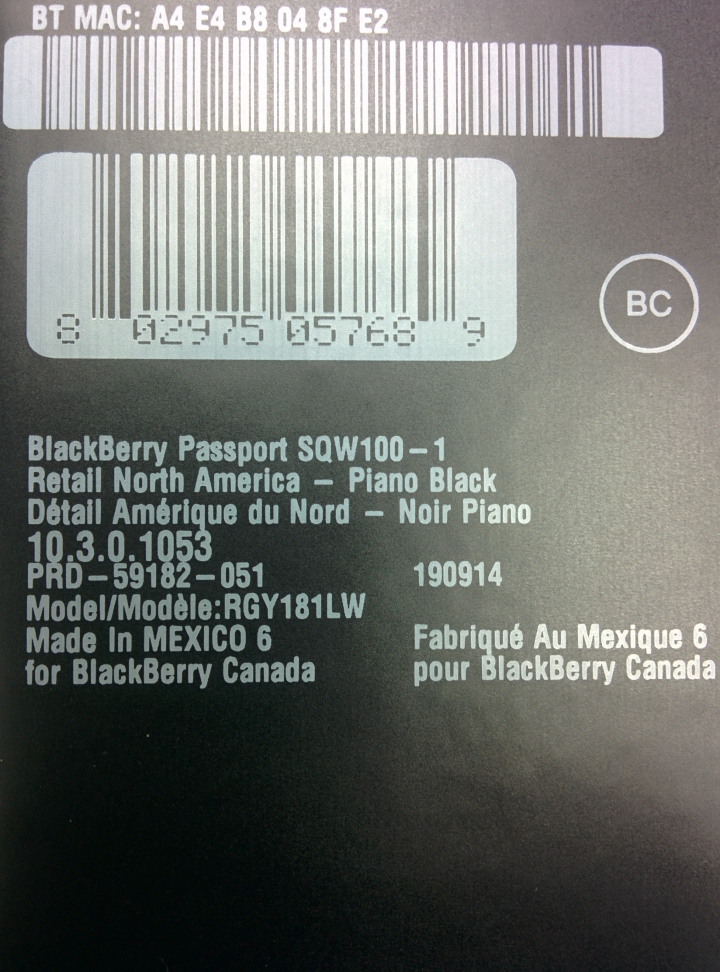 BT MAC: A4 E4 B8 04 8F E2
8 02975 05768 9
BC
BlackBerry Passport SQW100-1
Retail North America - Piano Black
Détail Amérique du Nord - Noir Piano
10.3.0.1053
PRD-59182-051 190914
Model/Modèle:RGY181LW
Made In MEXICO 6 Fabriqué Au Mexique 6
for BlackBerry Canada pour BlackBerry Canada